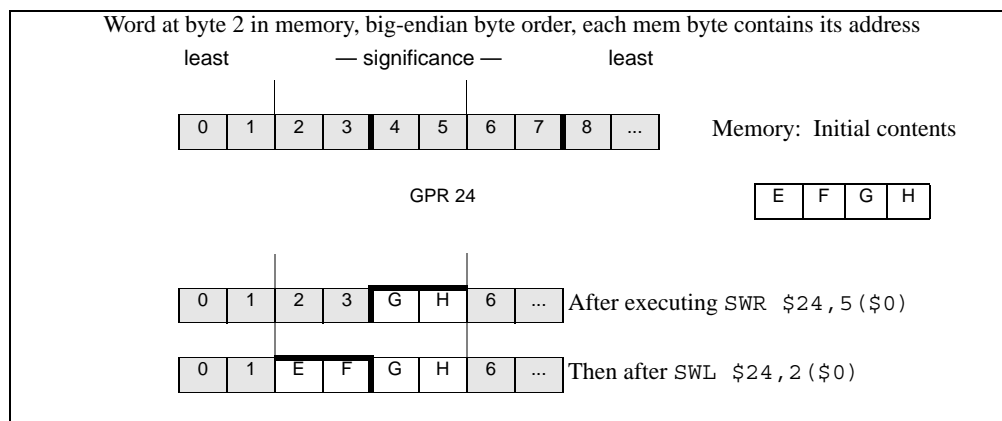 Word at byte 2 in memory, big-endian byte order, each mem byte contains its address
least — significance — least
0 1 2 3 4 5 6 7 8 ... Memory: Initial contents
GPR 24 E F G H
0 1 2 3 G H 6 ... After executing SWR $24,5($0)
0 1 E F G H 6 ... Then after SWL $24,2($0)